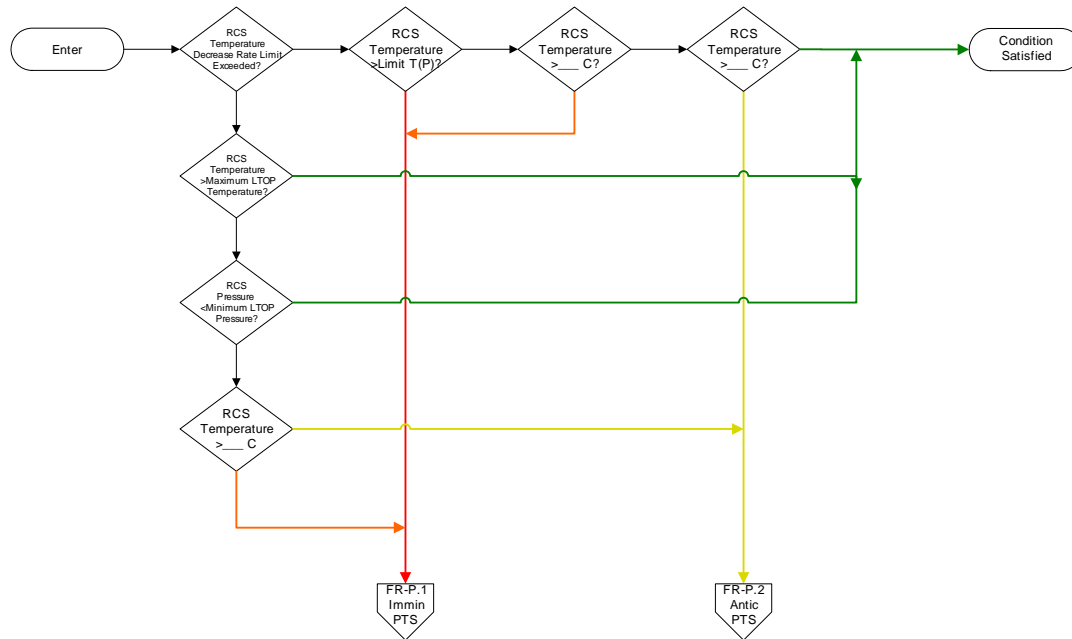 Enter
RCS
Temperature
Decrease Rate Limit
Exceeded?
RCS
Temperature
>Limit T(P)?
RCS
Temperature
>___ C?
RCS
Temperature
>___ C?
Condition
Satisfied
RCS
Temperature
>Maximum LTOP
Temperature?
RCS
Pressure
<Minimum LTOP
Pressure?
RCS
Temperature
>___ C
FR-P.1
Immin
PTS
FR-P.2
Antic
PTS